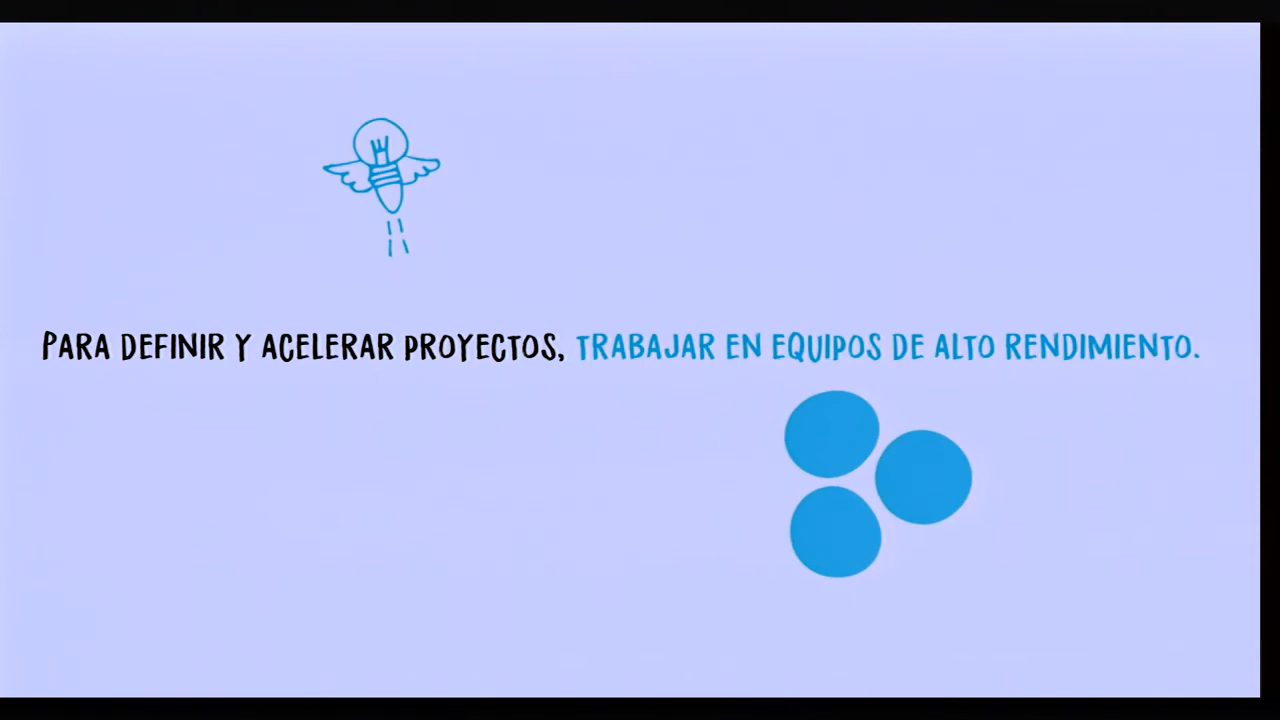 PARA DEFINIR Y ACELERAR PROYECTOS, TRABAJAR EN EQUIPOS DE ALTO RENDIMIENTO.